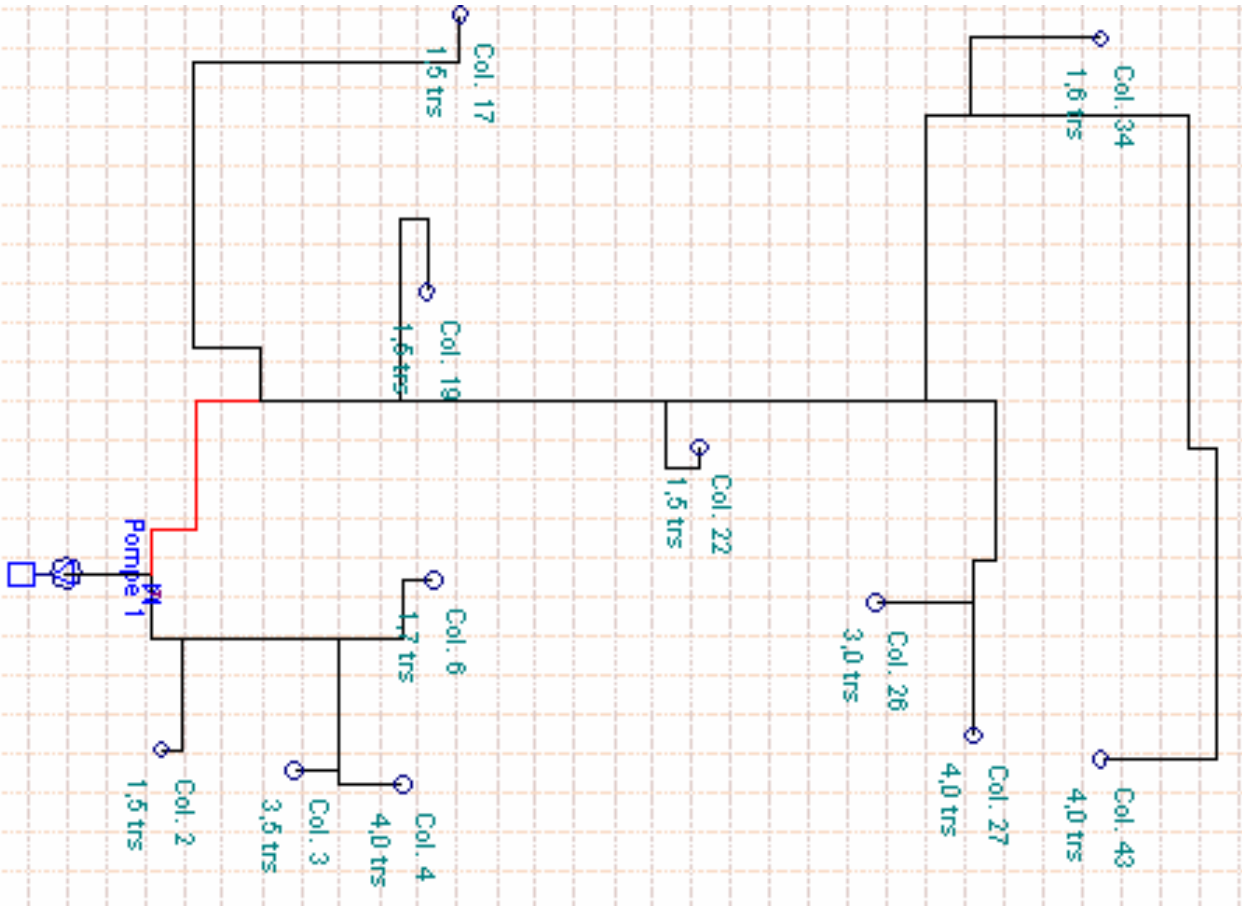 Col. 17
1,5 trs
Col. 34
1,6 trs
Col. 19
1,5 trs
Col. 22
1,5 trs
Pompe 1
Col. 6
1,7 trs
Col. 26
3,0 trs
Col. 2
1,5 trs
Col. 3
3,5 trs
Col. 4
4,0 trs
Col. 27
4,0 trs
Col. 43
4,0 trs